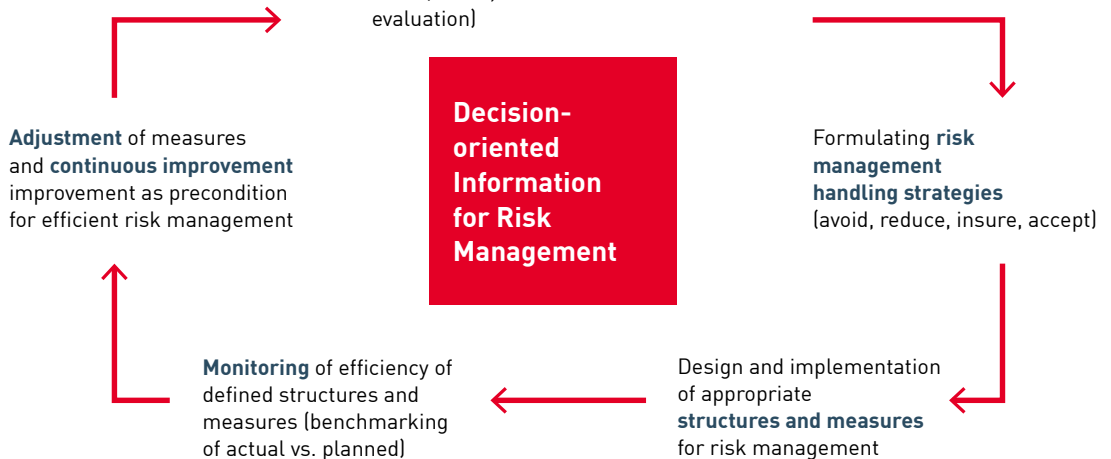 evaluation)
Decision-
oriented
Information
for Risk
Management
Adjustment of measures
and continuous improvement
improvement as precondition
for efficient risk management
Formulating risk
management
handling strategies
(avoid, reduce, insure, accept)
Monitoring of efficiency of
defined structures and
measures (benchmarking
of actual vs. planned)
Design and implementation
of appropriate
structures and measures
for risk management